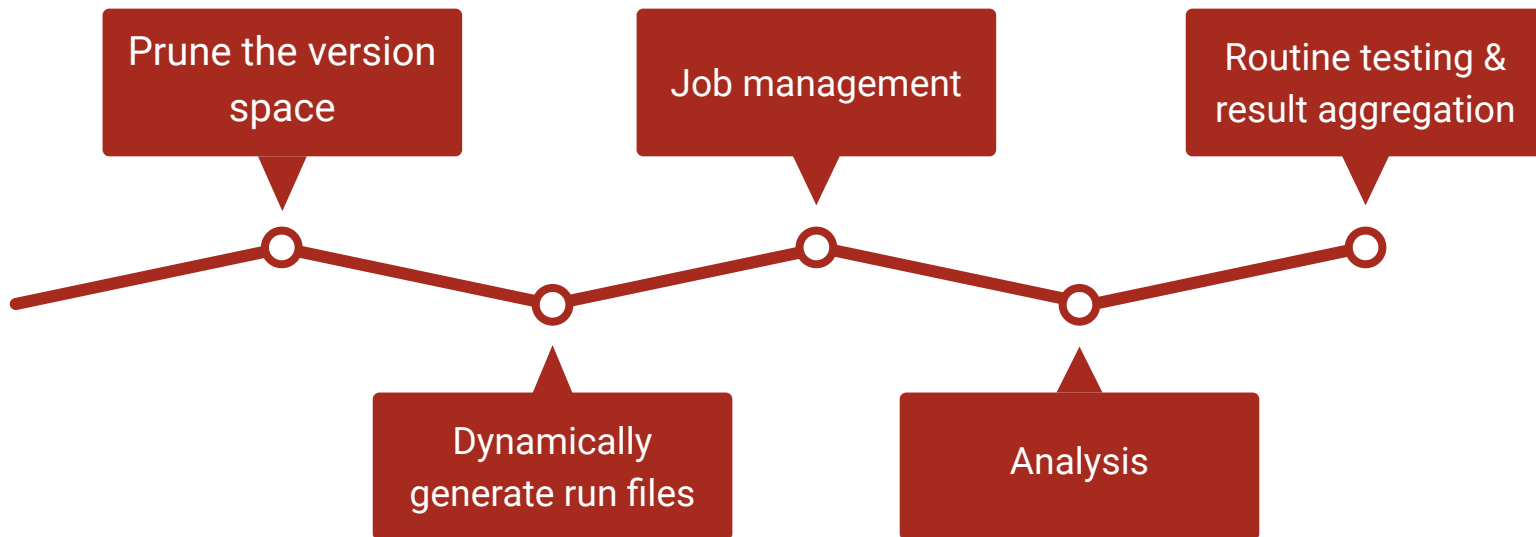 Prune the version
space
Dynamically
generate run files
Job management
Analysis
Routine testing &
result aggregation